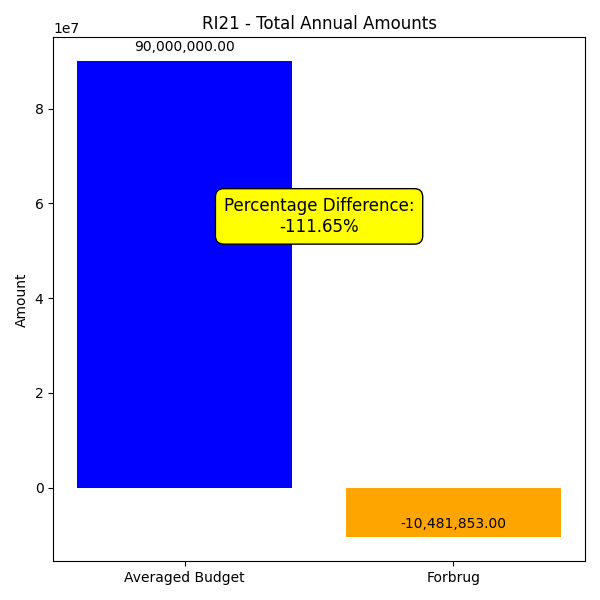 RI21 - Total Annual Amounts
1e7
90,000,000.00
8
Percentage Difference:
-111.65%
6
Amount
4
2
0
-10,481,853.00
Averaged Budget
Forbrug